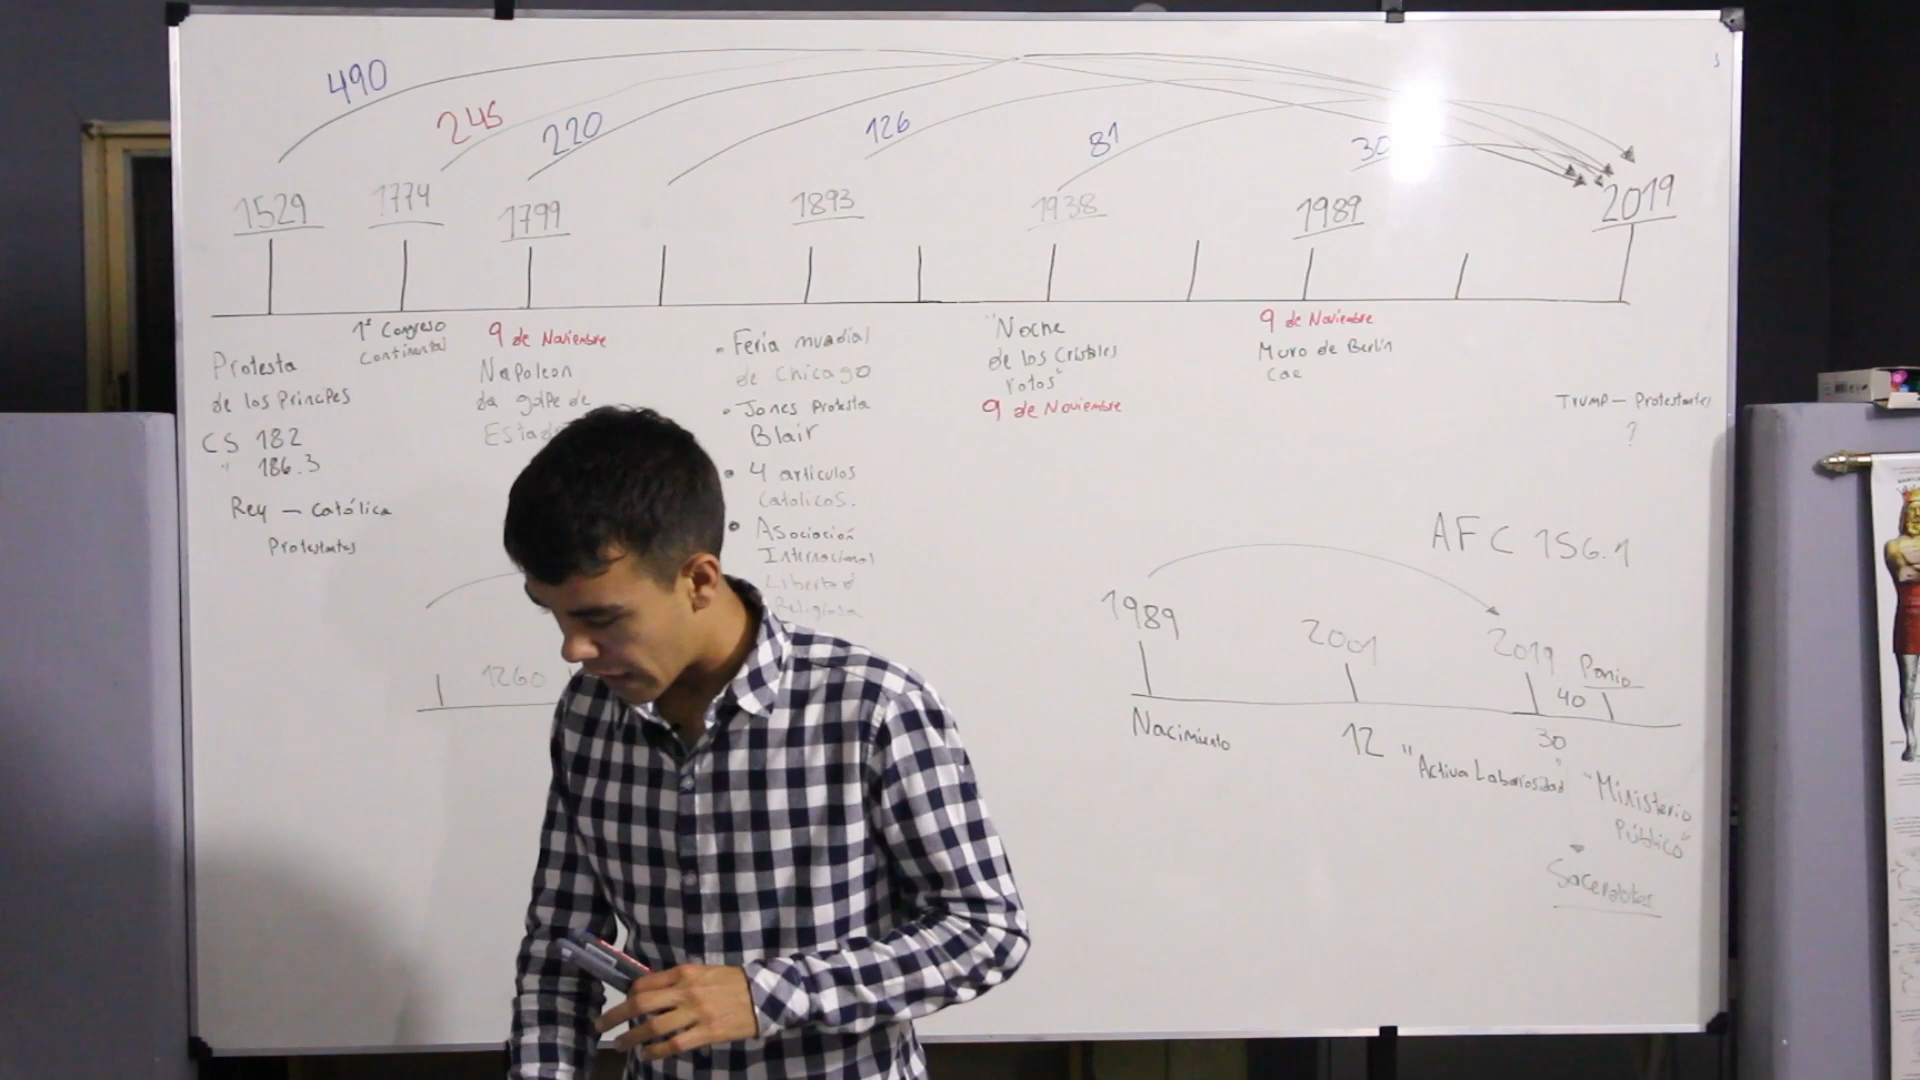 490
245
220
126
81
30
1529
1774
1799
1893
1938
1989
2019
Protesta
de los Principes
CS 182
" 186.3
Rey - Católica
Protestantes
1º Congreso
Continental
9 de Noviembre
Napoleon
da golpe de
Estado
- Feria mundial
de Chicago
• Jones Protesta
Blair
• 4 articulos
Catolicos.
• Asociación
Internacional
Libertad
Religiosa
"Noche
de los Cristales
rotos"
9 de Noviembre
9 de Noviembre
Muro de Berlín
cae
Trump - Protestantes
?
1260
AFC 156.1
1989
2001
2019
Panio
40
Nacimiento
12
30
"Activa Laboriosidad"
"Ministerio
Público"
Sacerdotes